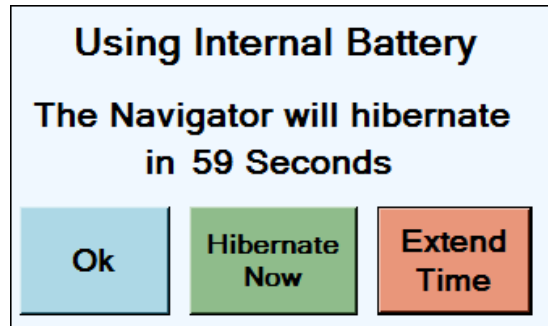 Using Internal Battery
The Navigator will hibernate
in 59 Seconds
Ok
Hibernate
Now
Extend
Time